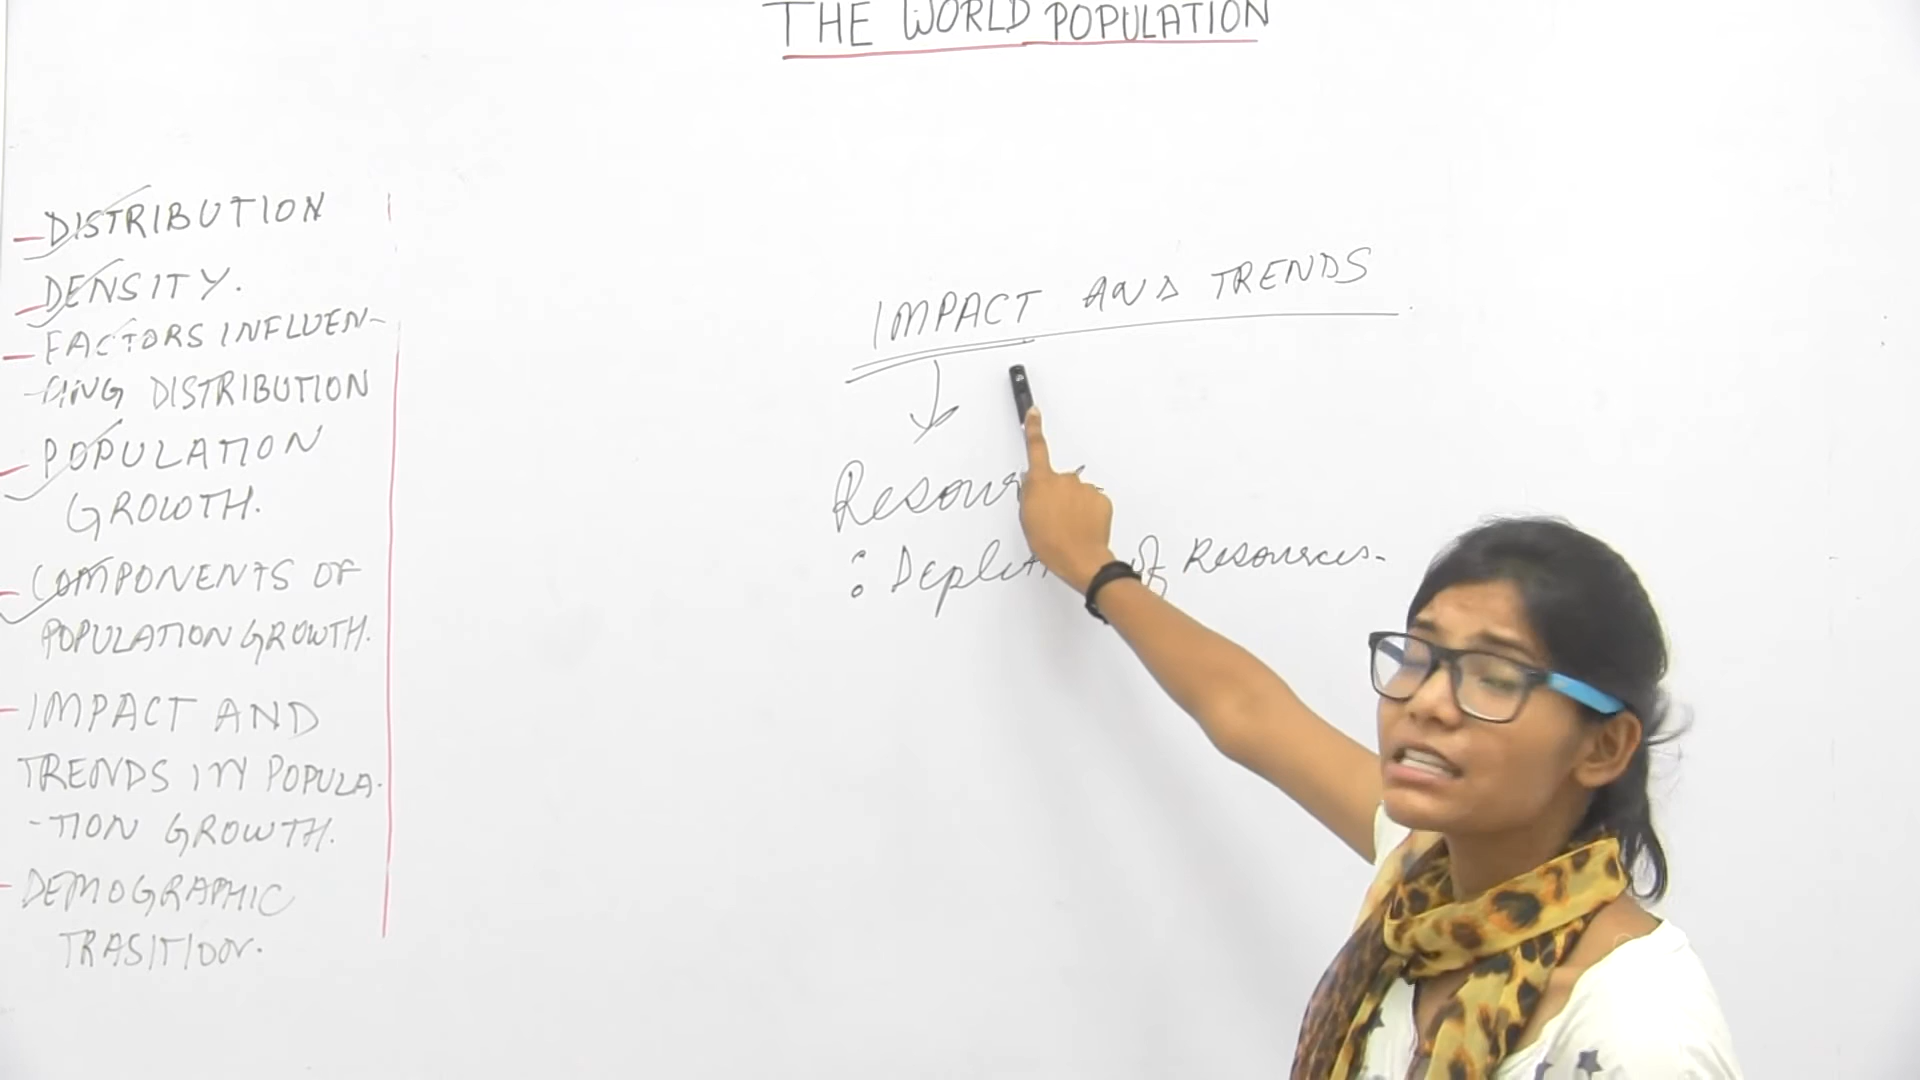 THE WORLD POPULATION
- DISTRIBUTION
- DENSITY.
- FACTORS INFLUEN-
-CING DISTRIBUTION
- POPULATION
GROWTH.
- COMPONENTS OF
POPULATION GROWTH.
- IMPACT AND
TRENDS IN POPULA-
-TION GROWTH.
- DEMOGRAPHIC
TRASITION.
IMPACT AND TRENDS
: of Resources.